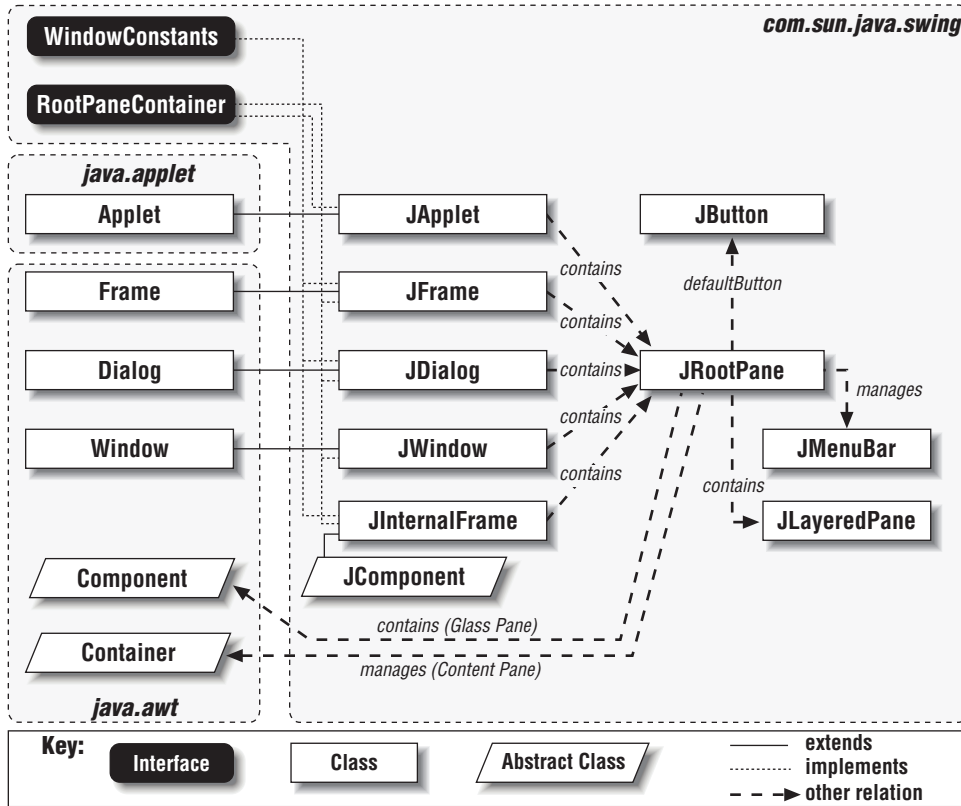 WindowConstants
com.sun.java.swing
RootPaneContainer
java.applet
Applet
JApplet
JButton
contains
defaultButton
Frame
JFrame
contains
Dialog
JDialog
contains
JRootPane
manages
Window
JWindow
contains
JMenuBar
contains
contains
JInternalFrame
JLayeredPane
Component
JComponent
contains (Glass Pane)
Container
manages (Content Pane)
java.awt
Key:
Interface
Class
Abstract Class
extends
implements
other relation